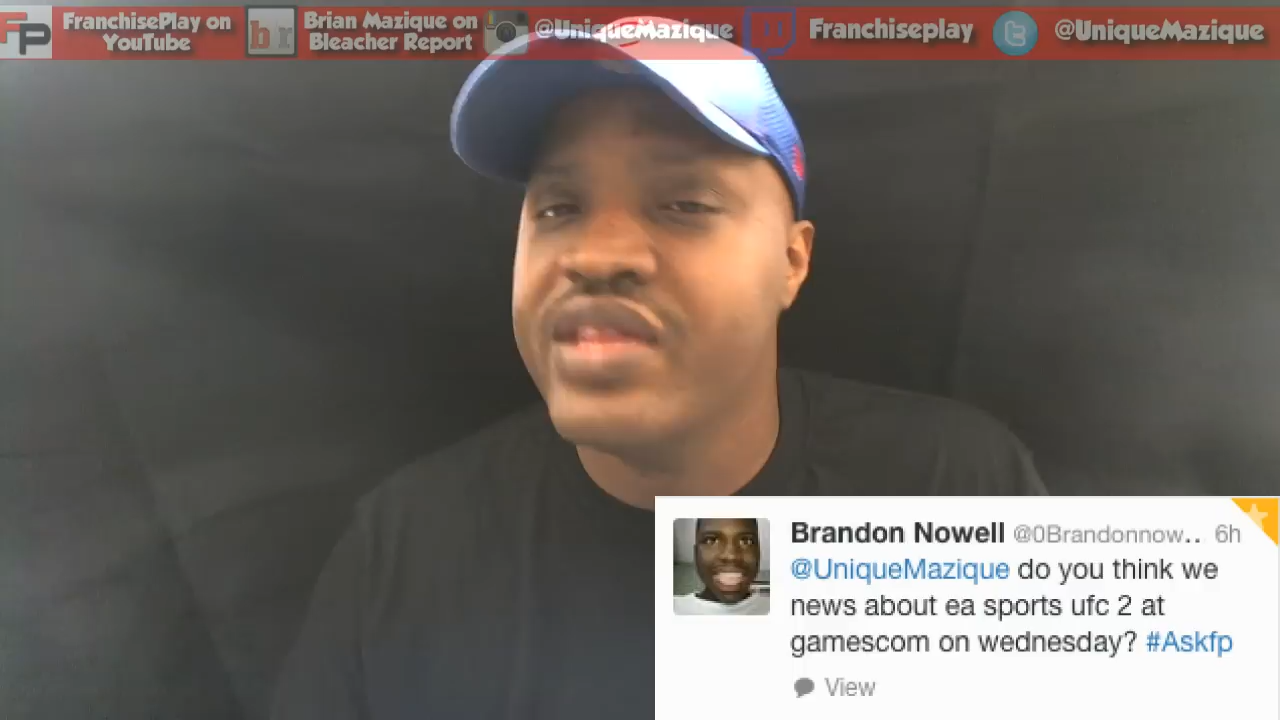 FP
FranchisePlay on
YouTube
br
Brian Mazique on
Bleacher Report
@UniqueMazique
Franchiseplay
@UniqueMazique
Brandon Nowell @0Brandonnow.. 6h
@UniqueMazique do you think we
news about ea sports ufc 2 at
gamescom on wednesday? #Askfp
View